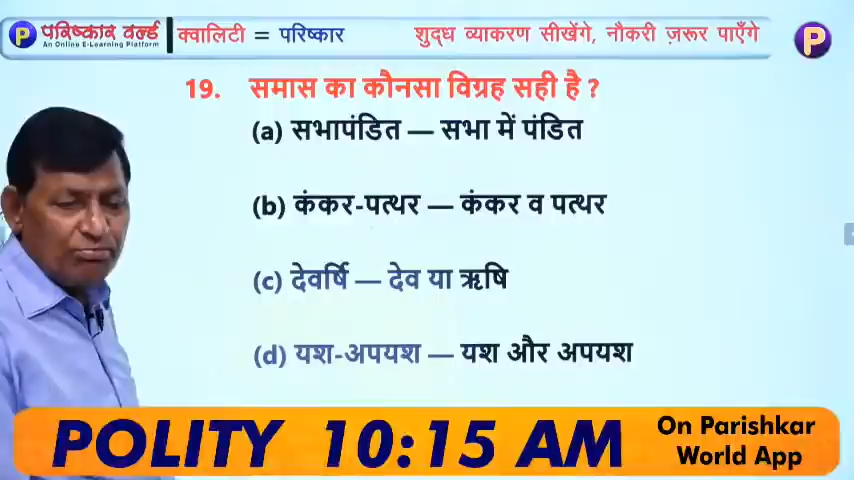 परिष्कार वर्ल्ड
An Online E-Learning Platform
क्वालिटी = परिष्कार
शुद्ध व्याकरण सीखेंगे, नौकरी ज़रूर पाएँगे
19. समास का कौनसा विग्रह सही है ?
(a) सभापंडित — सभा में पंडित
(b) कंकर-पत्थर — कंकर व पत्थर
(c) देवर्षि — देव या ऋषि
(d) यश-अपयश — यश और अपयश
POLITY 10:15 AM
On Parishkar
World App